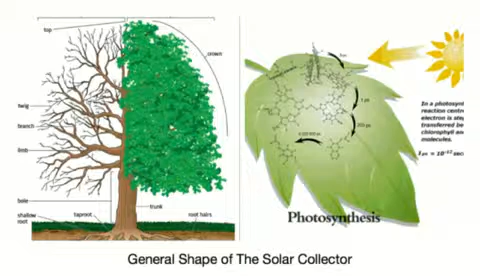 top
crown
twig
branch
limb
bole
shallow root
taproot
trunk
root hairs
In a photosynt
reaction centr
electron is step
transferred be
chlorophyll an
molecules.
Photosynthesis
General Shape of The Solar Collector